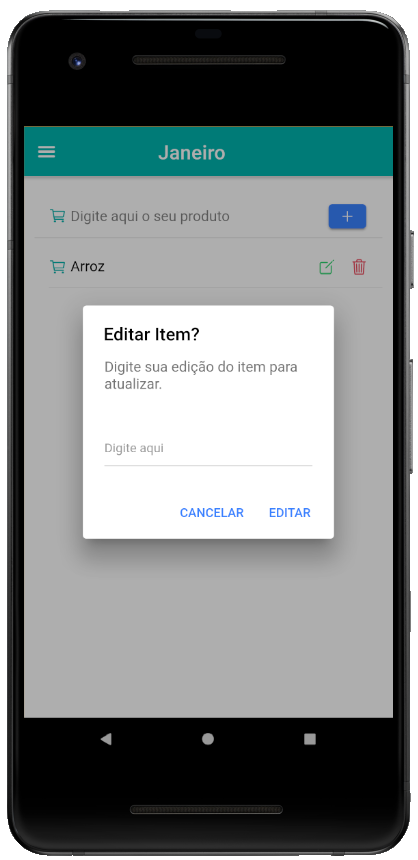 Janeiro
Digite aqui o seu produto
Arroz
Editar Item?
Digite sua edição do item para
atualizar.
Digite aqui
CANCELAR EDITAR